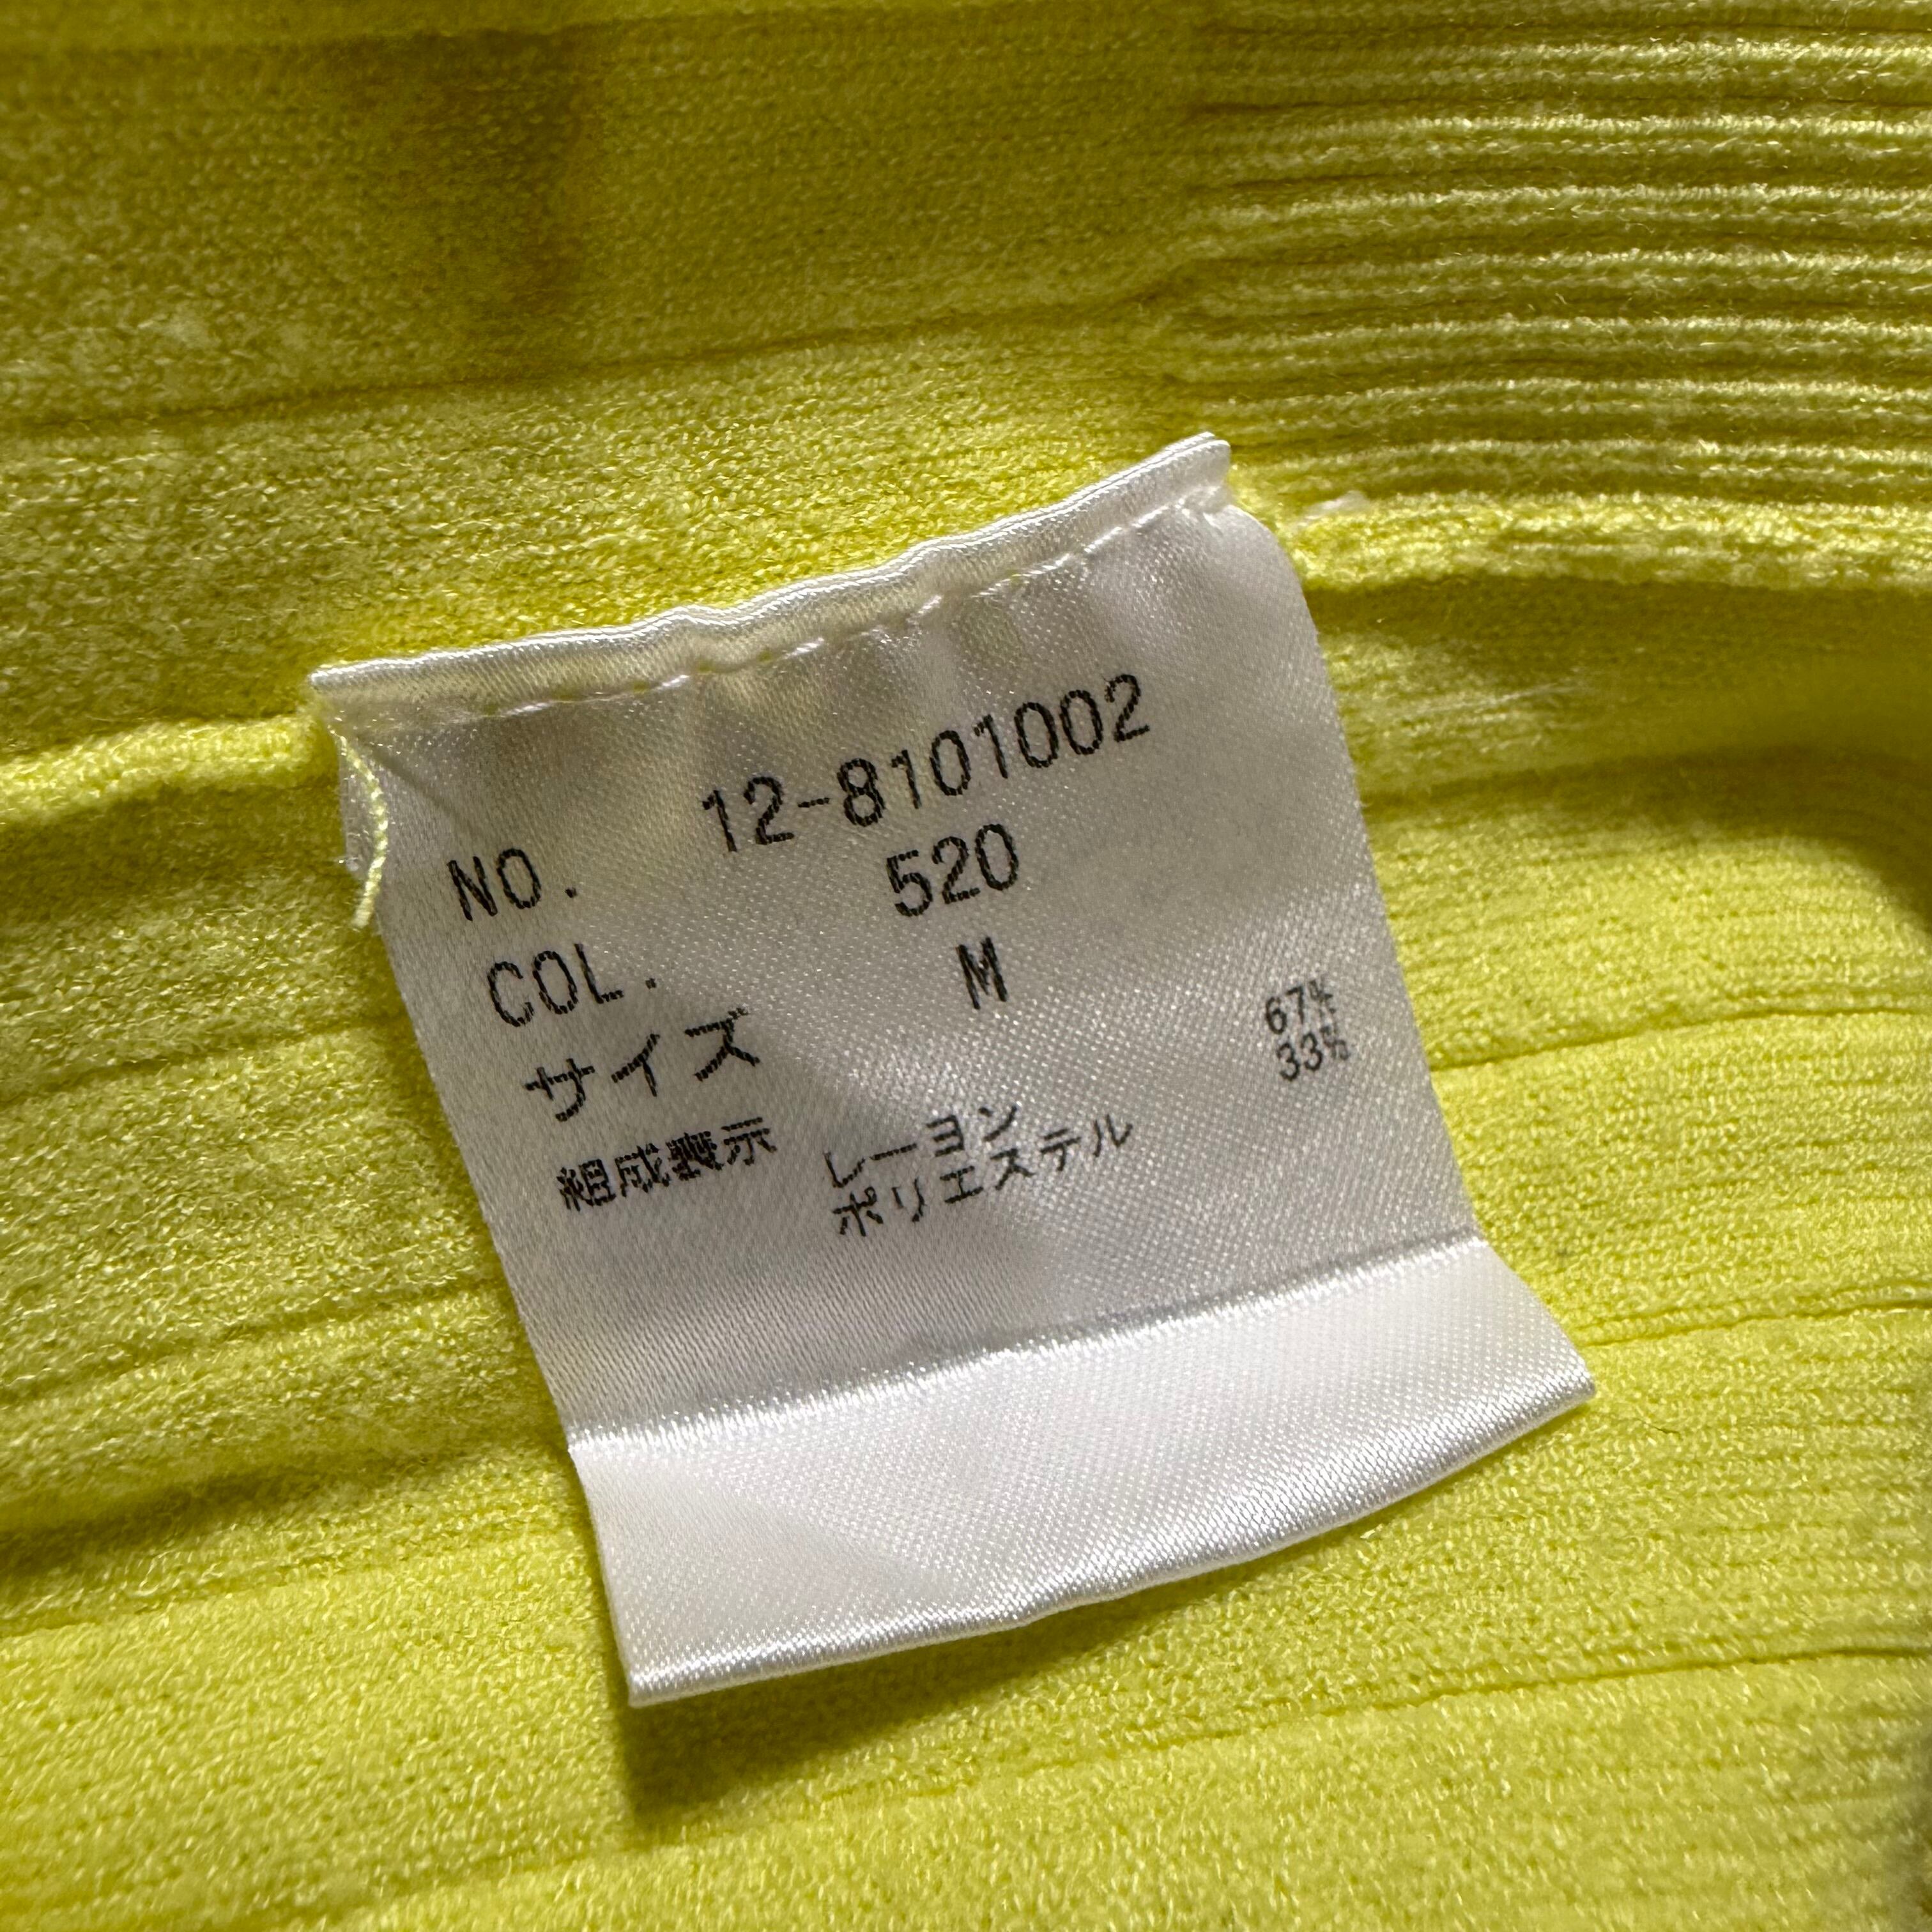 NO. 12-8101002
COL. 520
サイズ M
組成表示 レーヨン 67%
ポリエステル 33%